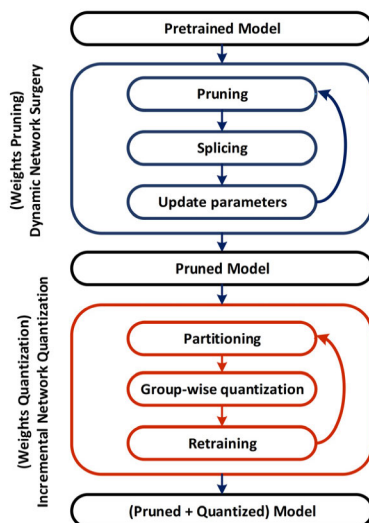 Pretrained Model
(Weights Pruning)
Dynamic Network Surgery
Pruning
Splicing
Update parameters
Pruned Model
(Weights Quantization)
Incremental Network Quantization
Partitioning
Group-wise quantization
Retraining
(Pruned + Quantized) Model